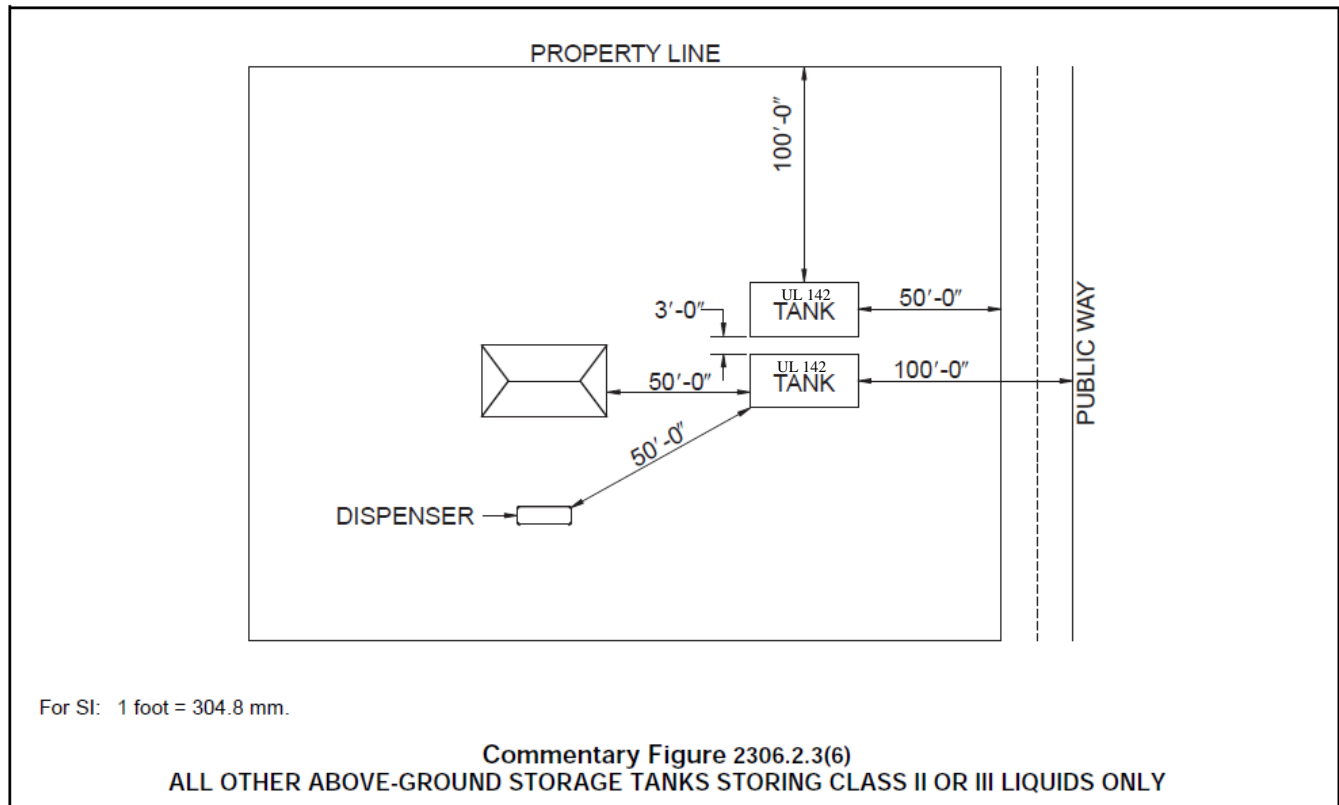 PROPERTY LINE
100′-0″
UL 142
TANK
50′-0″
3′-0″
UL 142
TANK
100′-0″
50′-0″
PUBLIC WAY
50′-0″
DISPENSER
For SI: 1 foot = 304.8 mm.
Commentary Figure 2306.2.3(6)
ALL OTHER ABOVE-GROUND STORAGE TANKS STORING CLASS II OR III LIQUIDS ONLY